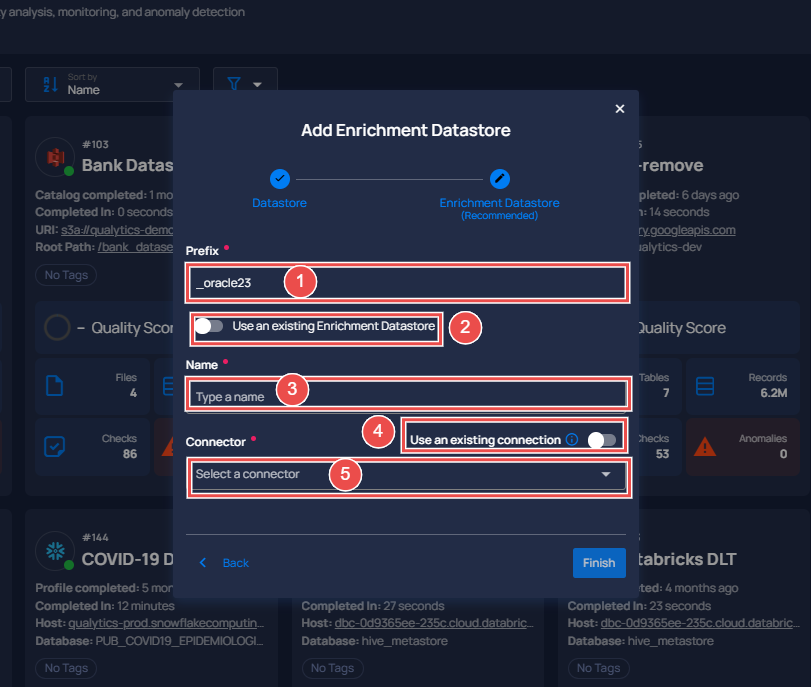 y analysis, monitoring, and anomaly detection
Sort by
Name
Add Enrichment Datastore
Datastore
Enrichment Datastore
(Recommended)
Prefix *
_oracle23
1
Use an existing Enrichment Datastore
2
Name *
Type a name
3
4
Use an existing connection
Connector *
Select a connector
5
Back
Finish
#103
Bank Datas
Catalog completed: 1 mo
Completed In: 0 seconds
URI: s3a://qualytics-demo
Root Path: /bank_datase
No Tags
– Quality Scor
Files
4
Checks
86
-remove
pleted: 6 days ago
: 14 seconds
ry.googleapis.com
alytics-dev
Quality Score
Tables
7
Records
6.2M
Checks
53
Anomalies
0
#144
COVID-19 D
Profile completed: 5 mon
Completed In: 12 minutes
Host: qualytics-prod.snowflakecomputin...
Database: PUB_COVID19_EPIDEMIOLOGI...
No Tags
Completed In: 27 seconds
Host: dbc-0d9365ee-235c.cloud.databric...
Database: hive_metastore
No Tags
tabricks DLT
ted: 4 months ago
Completed In: 23 seconds
Host: dbc-0d9365ee-235c.cloud.databric...
Database: hive_metastore
No Tags